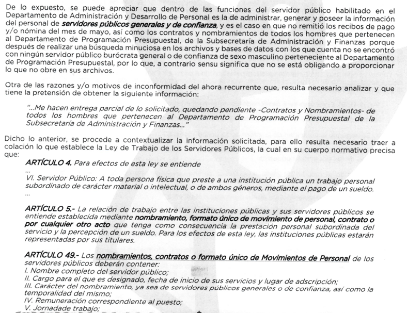 De lo expuesto, se puede apreciar que dentro de las funciones del servidor público habilitado en el
Departamento de Administración y Desarrollo de Personal es la de administrar, generar y poseer la información
del personal de servidores públicos generales y de confianza, y es el caso en que no remitió los recibos de pago
y/o nómina del mes de mayo, así como los contratos y nombramientos de todos los hombres que pertenecen
al Departamento de Programación Presupuestal, de la Subsecretaría de Administración y Finanzas porque
después de realizar una búsqueda minuciosa en los archivos y bases de datos con los que cuenta no se encontró
con ningún servidor público burócrata general o de confianza de sexo masculino perteneciente al Departamento
de Programación Presupuestal, por lo que, a contrario sensu significa que no se está obligando a proporcionar
lo que no obre en sus archivos.
Otra de las razones y/o motivos de inconformidad del ahora recurrente que, resulta necesario analizar y que
tiene la pretensión de obtener la siguiente información:
"...Me hacen entrega parcial de lo solicitado, quedando pendiente -Contratos y Nombramientos- de
todos los hombres que pertenecen al Departamento de Programación Presupuestal de la
Subsecretaría de Administración y Finanzas..."
Dicho lo anterior, se procede a contextualizar la información solicitada, para ello resulta necesario traer a
colación lo que establece la Ley de Trabajo de los Servidores Públicos, la cual en su cuerpo normativo precisa
que:
ARTÍCULO 4. Para efectos de esta ley se entiende
...
VI. Servidor Público: A toda persona física que preste a una institución pública un trabajo personal
subordinado de carácter material o intelectual, o de ambos géneros, mediante el pago de un sueldo.
...
ARTÍCULO 5.- La relación de trabajo entre las instituciones públicas y sus servidores públicos se
entiende establecida mediante nombramiento, formato único de movimiento de personal, contrato o
por cualquier otro acto que tenga como consecuencia la prestación personal subordinada del
servicio y la percepción de un sueldo. Para los efectos de esta ley, las instituciones públicas estarán
representadas por sus titulares.
ARTÍCULO 49.- Los nombramientos, contratos o formato único de Movimientos de Personal de los
servidores públicos deberán contener:
I. Nombre completo del servidor público;
II. Cargo para el que es designado, fecha de inicio de sus servicios y lugar de adscripción;
III. Carácter del nombramiento, ya sea de servidores públicos generales o de confianza, así como la
temporalidad del mismo;
IV. Remuneración correspondiente al puesto;
V. Jornada de trabajo;